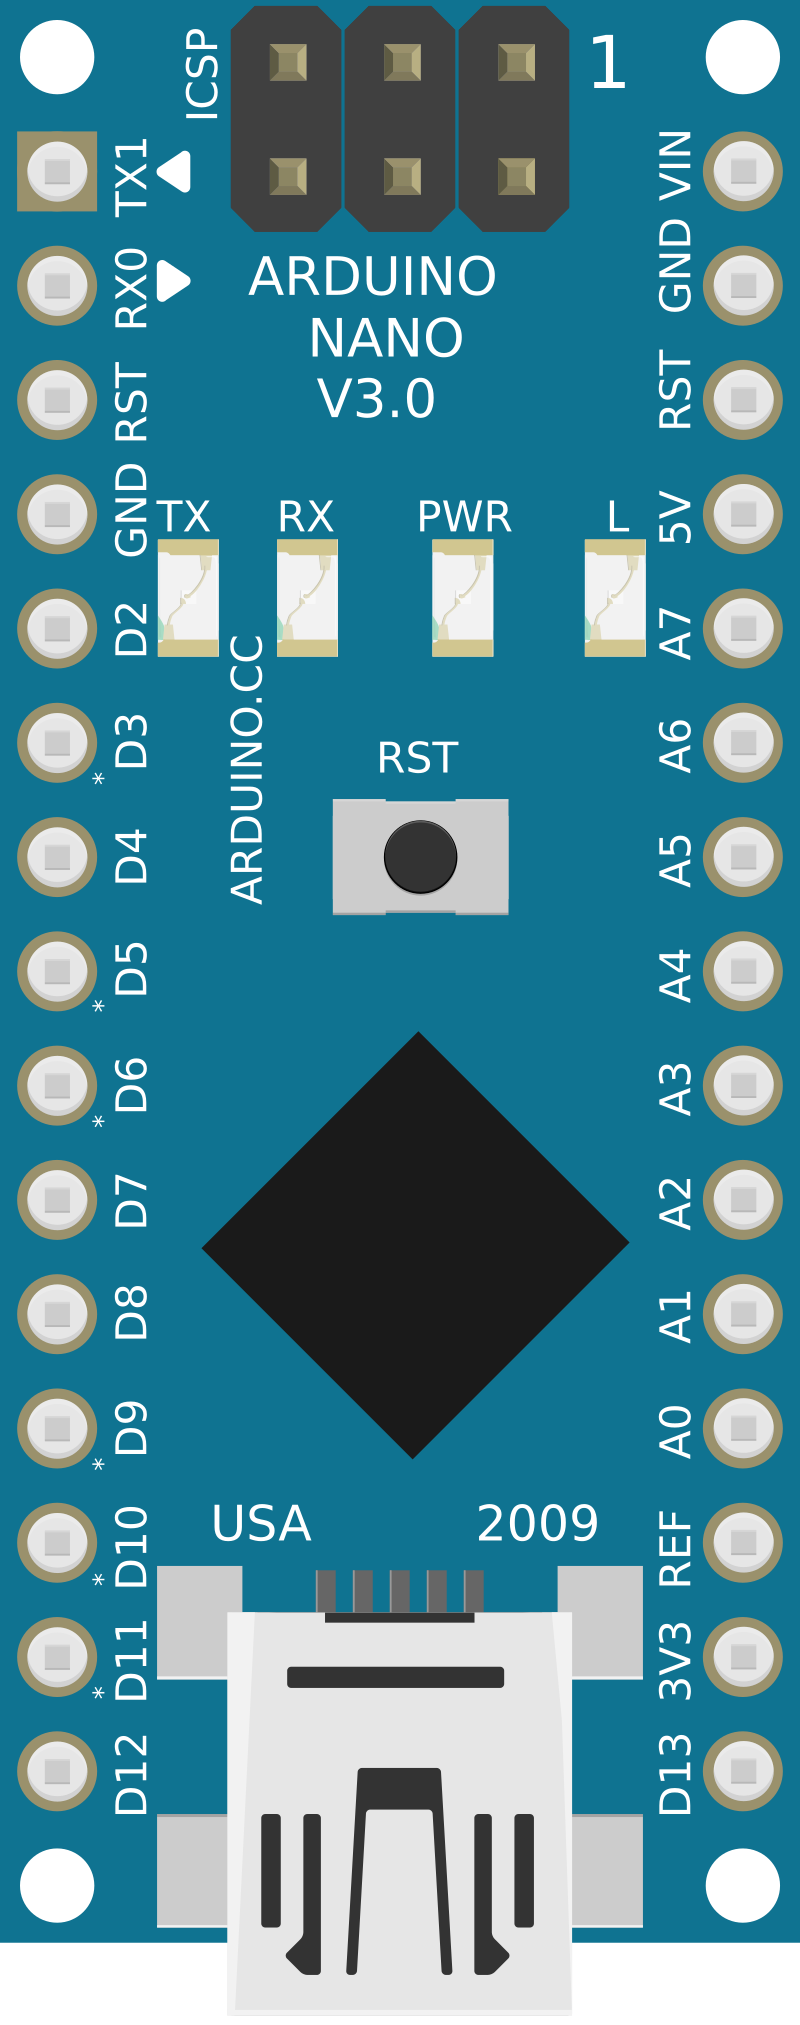 ICSP
1
TX1
RX0
RST
GND
D2
D3
*
D4
D5
*
D6
*
D7
D8
D9
*
D10
*
D11
*
D12
ARDUINO
NANO
V3.0
TX RX PWR L
ARDUINO.CC
RST
USA 2009
VIN
GND
RST
5V
A7
A6
A5
A4
A3
A2
A1
A0
REF
3V3
D13